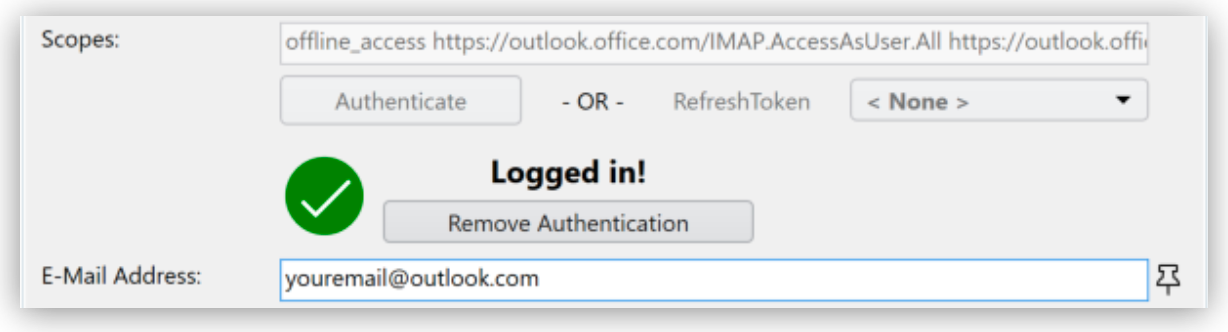 Scopes: offline_access https://outlook.office.com/IMAP.AccessAsUser.All https://outlook.offi
Authenticate - OR - RefreshToken < None >
Logged in!
Remove Authentication
E-Mail Address: youremail@outlook.com